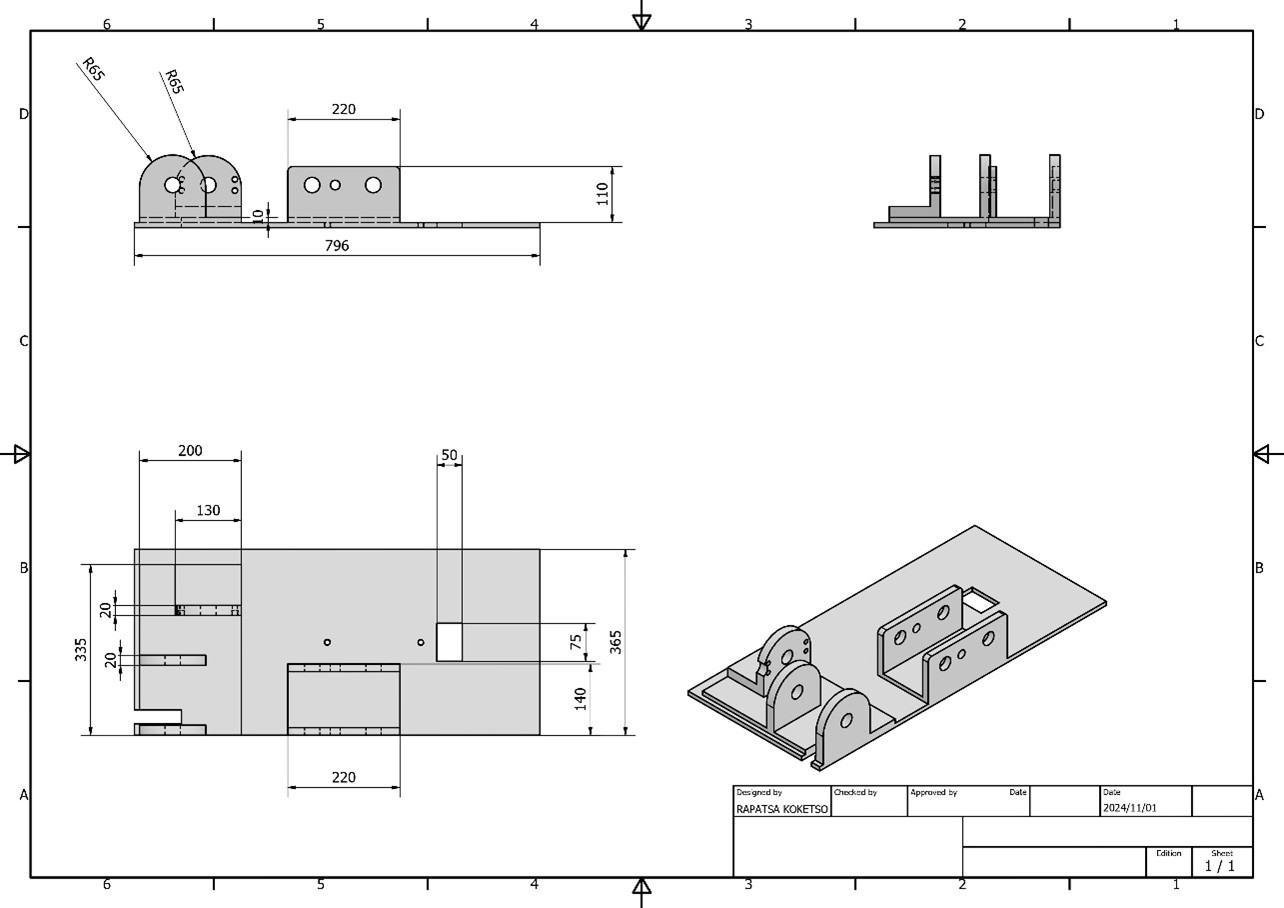 6 5 4 3 2 1
D D
R65 R65
220
110
10
796
C C
200
50
130
B B
20
20
335
75
365
140
220
A A
Designed by Checked by Approved by Date Date
RAPATSA KOKETSO 2024/11/01
Edition Sheet
1 / 1
6 5 4 3 2 1